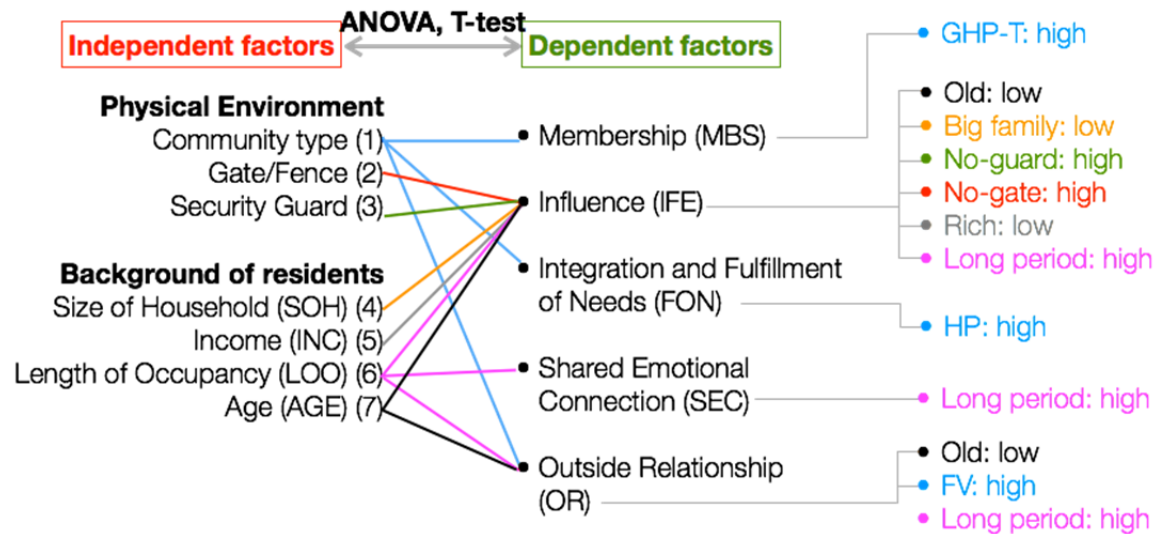 ANOVA, T-test
Independent factors
Dependent factors
Physical Environment
Community type (1)
Gate/Fence (2)
Security Guard (3)
Background of residents
Size of Household (SOH) (4)
Income (INC) (5)
Length of Occupancy (LOO) (6)
Age (AGE) (7)
Membership (MBS)
Influence (IFE)
Integration and Fulfillment
of Needs (FON)
Shared Emotional
Connection (SEC)
Outside Relationship
(OR)
GHP-T: high
Old: low
Big family: low
No-guard: high
No-gate: high
Rich: low
Long period: high
HP: high
Long period: high
Old: low
FV: high
Long period: high